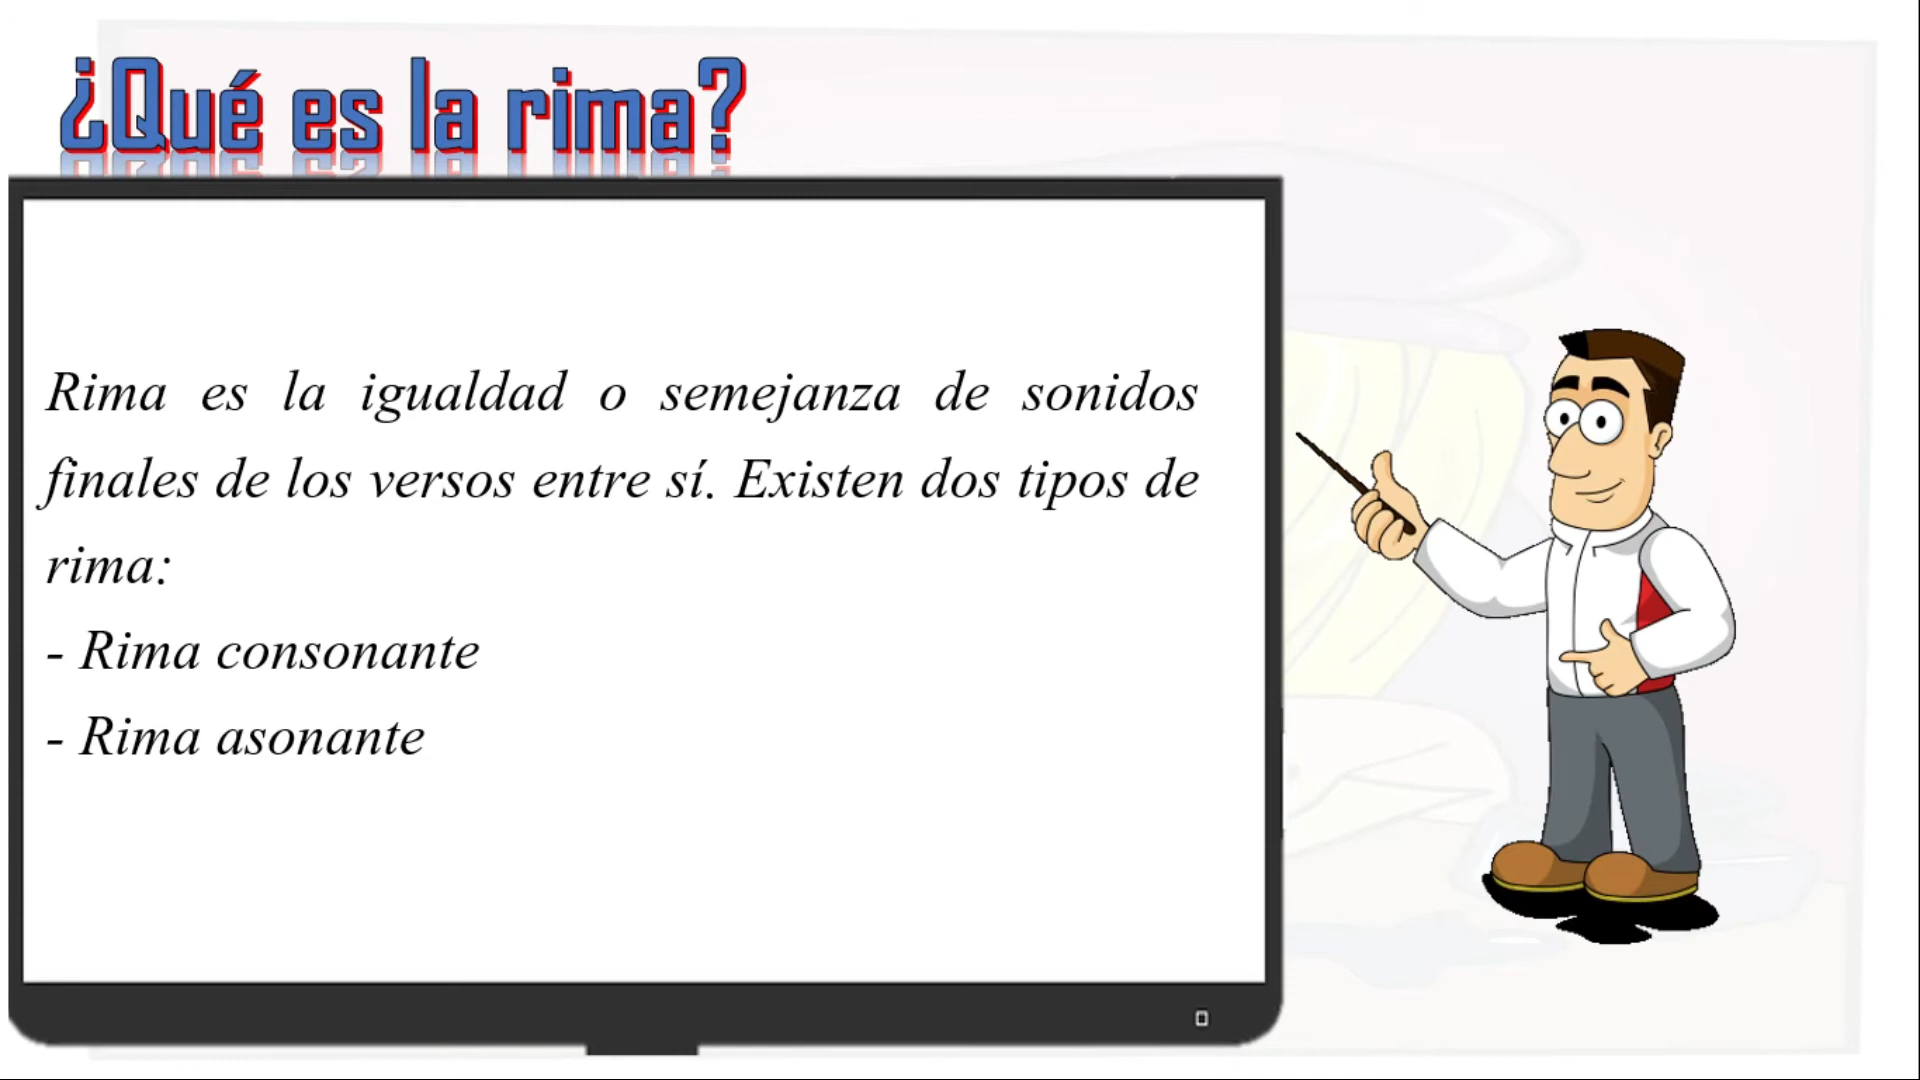 ¿Qué es la rima?
Rima es la igualdad o semejanza de sonidos
finales de los versos entre sí. Existen dos tipos de
rima:
- Rima consonante
- Rima asonante